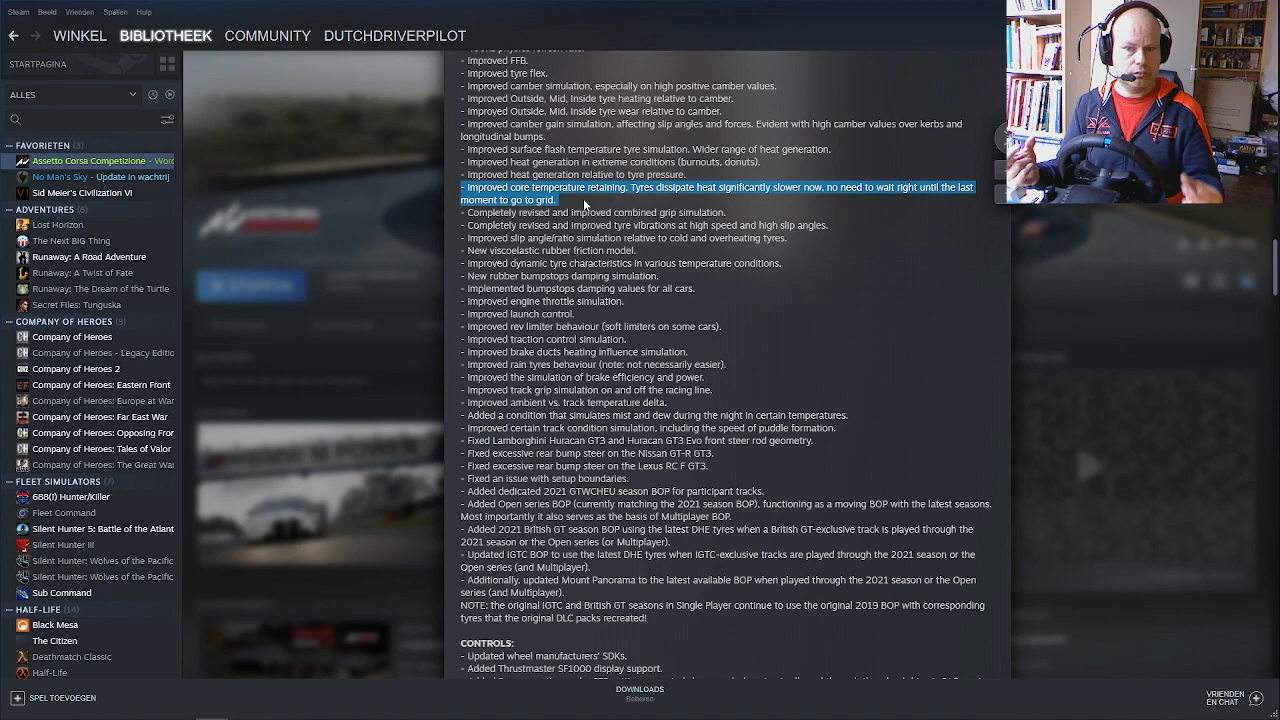 Steam Beeld Vrienden Spellen Hulp
WINKEL BIBLIOTHEEK COMMUNITY DUTCHDRIVERPILOT
STARTPAGINA
ALLES
FAVORIETEN (3)
Assetto Corsa Competizione - Word
No Man's Sky - Update in wachtrij
Sid Meier's Civilization VI
ADVENTURES (6)
Lost Horizon
The Next BIG Thing
Runaway: A Road Adventure
Runaway: A Twist of Fate
Runaway: The Dream of the Turtle
Secret Files: Tunguska
COMPANY OF HEROES (9)
Company of Heroes
Company of Heroes - Legacy Editio
Company of Heroes 2
Company of Heroes: Eastern Front
Company of Heroes: Europe at War
Company of Heroes: Far East War
Company of Heroes: Opposing Fron
Company of Heroes: Tales of Valor
Company of Heroes: The Great War
FLEET SIMULATORS (7)
688(I) Hunter/Killer
Fleet Command
Silent Hunter 5: Battle of the Atlant
Silent Hunter III
Silent Hunter: Wolves of the Pacific
Silent Hunter: Wolves of the Pacific
Sub Command
HALF-LIFE (14)
Black Mesa
The Citizen
Deathmatch Classic
Half-Life
SPEL TOEVOEGEN
- Improved FFB.
- Improved tyre flex.
- Improved camber simulation, especially on high positive camber values.
- Improved Outside, Mid, Inside tyre heating relative to camber.
- Improved Outside, Mid, Inside tyre wear relative to camber.
- Improved camber gain simulation, affecting slip angles and forces. Evident with high camber values over kerbs and
longitudinal bumps.
- Improved surface flash temperature tyre simulation. Wider range of heat generation.
- Improved heat generation in extreme conditions (burnouts, donuts).
- Improved heat generation relative to tyre pressure.
- Improved core temperature retaining. Tyres dissipate heat significantly slower now, no need to wait right until the last
moment to go to grid.
- Completely revised and improved combined grip simulation.
- Completely revised and improved tyre vibrations at high speed and high slip angles.
- Improved slip angle/ratio simulation relative to cold and overheating tyres.
- New viscoelastic rubber friction model.
- Improved dynamic tyre characteristics in various temperature conditions.
- New rubber bumpstops damping simulation.
- Implemented bumpstops damping values for all cars.
- Improved engine throttle simulation.
- Improved launch control.
- Improved rev limiter behaviour (soft limiters on some cars).
- Improved traction control simulation.
- Improved brake ducts heating influence simulation.
- Improved rain tyres behaviour (note: not necessarily easier).
- Improved the simulation of brake efficiency and power.
- Improved track grip simulation on and off the racing line.
- Improved ambient vs. track temperature delta.
- Added a condition that simulates mist and dew during the night in certain temperatures.
- Improved certain track condition simulation, including the speed of puddle formation.
- Fixed Lamborghini Huracan GT3 and Huracan GT3 Evo front steer rod geometry.
- Fixed excessive rear bump steer on the Nissan GT-R GT3.
- Fixed excessive rear bump steer on the Lexus RC F GT3.
- Fixed an issue with setup boundaries.
- Added dedicated 2021 GTWCHEU season BOP for participant tracks.
- Added Open series BOP (currently matching the 2021 season BOP), functioning as a moving BOP with the latest seasons.
Most importantly it also serves as the basis of Multiplayer BOP.
- Added 2021 British GT season BOP using the latest DHE tyres when a British GT-exclusive track is played through the
2021 season or the Open series (or Multiplayer).
- Updated IGTC BOP to use the latest DHE tyres when IGTC-exclusive tracks are played through the 2021 season or the
Open series (and Multiplayer).
- Additionally, updated Mount Panorama to the latest available BOP when played through the 2021 season or the Open
series (and Multiplayer).
NOTE: the original IGTC and British GT seasons in Single Player continue to use the original 2019 BOP with corresponding
tyres that the original DLC packs recreated!
CONTROLS:
- Updated wheel manufacturers' SDKs.
- Added Thrustmaster SF1000 display support.
DOWNLOADS
Beheren
VRIENDEN
EN CHAT